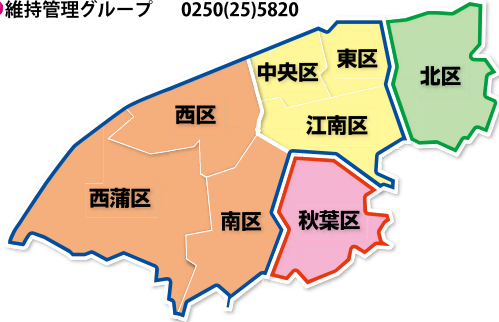 維持管理グループ 0250(25)5820
中央区
東区
北区
西区
江南区
西蒲区
南区
秋葉区